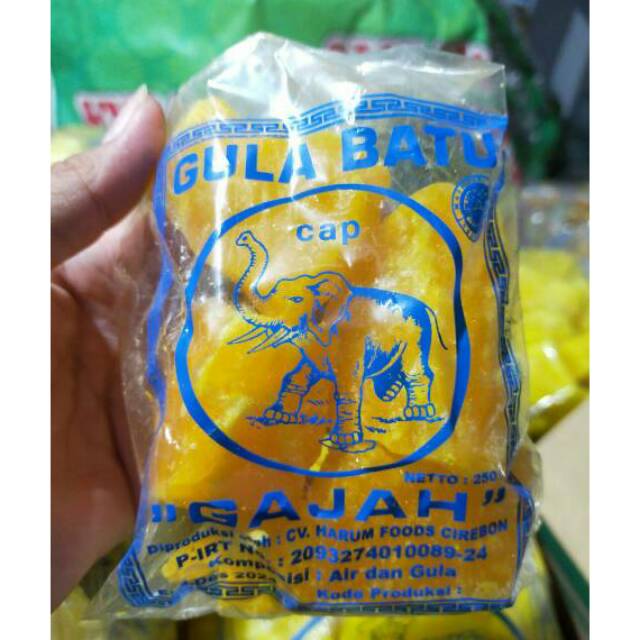 GULA BATU
cap
NETTO : 250
"GAJAH"
Diproduksi oleh : CV. HARUM FOODS CIREBON
P-IRT No. : 2093274010089-24
Komposisi : Air dan Gula
Kode Produksi :